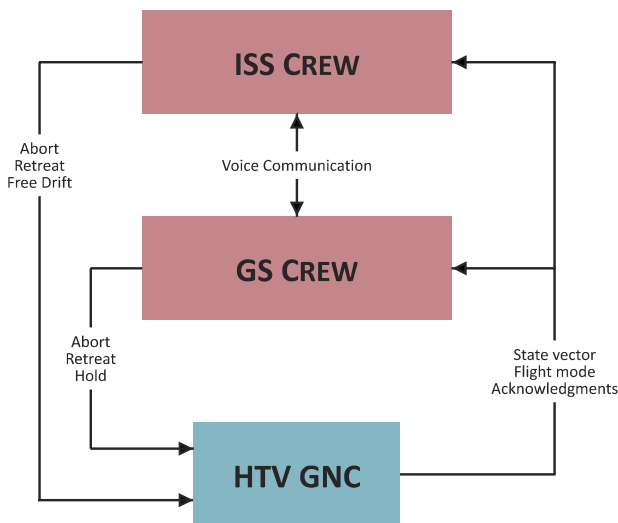 ISS CREW
Abort
Retreat
Free Drift
Voice Communication
GS CREW
Abort
Retreat
Hold
State vector
Flight mode
Acknowledgments
HTV GNC